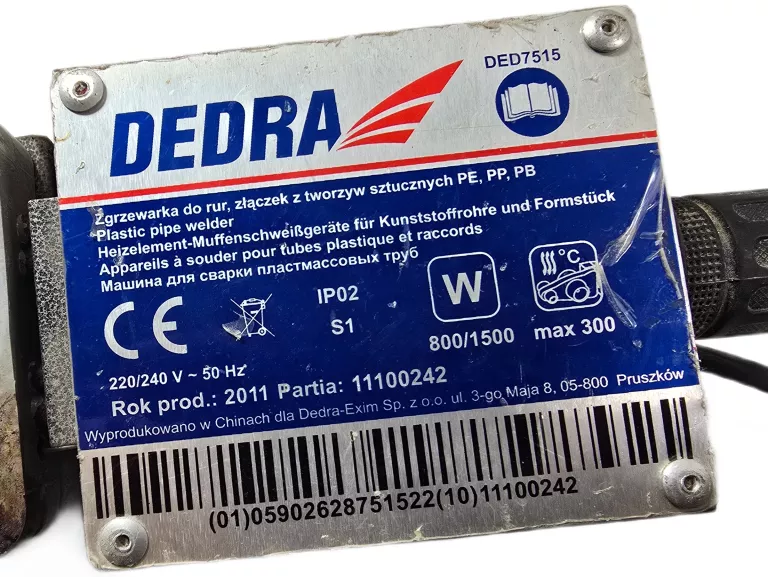 DED7515
DEDRA
Zgrzewarka do rur, złączek z tworzyw sztucznych PE, PP, PB
Plastic pipe welder
Hejzelement-Muffenschweißgeräte für Kunststoffrohre und Formstück
Appareils à souder pour tubes plastique et raccords
Машина для сварки пластмассовых труб
CE
IP02
S1
W
°C
800/1500
max 300
220/240 V ~ 50 Hz
Rok prod.: 2011 Partia: 11100242
Wyprodukowano w Chinach dla Dedra-Exim Sp. z o.o. ul. 3-go Maja 8, 05-800 Pruszków
(01)05902628751522(10)11100242